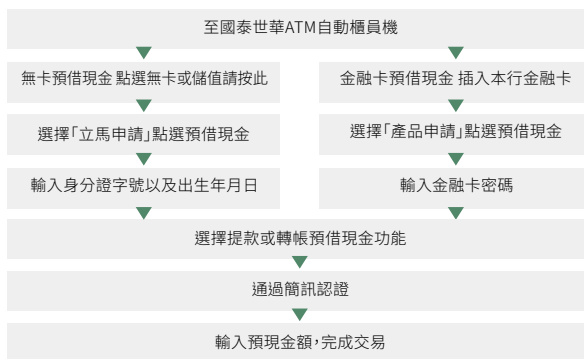 至國泰世華ATM自動櫃員機
無卡預借現金 點選無卡或儲值請按此
金融卡預借現金 插入本行金融卡
選擇「立馬申請」點選預借現金
選擇「產品申請」點選預借現金
輸入身分證字號以及出生年月日
輸入金融卡密碼
選擇提款或轉帳預借現金功能
通過簡訊認證
輸入預現金額,完成交易